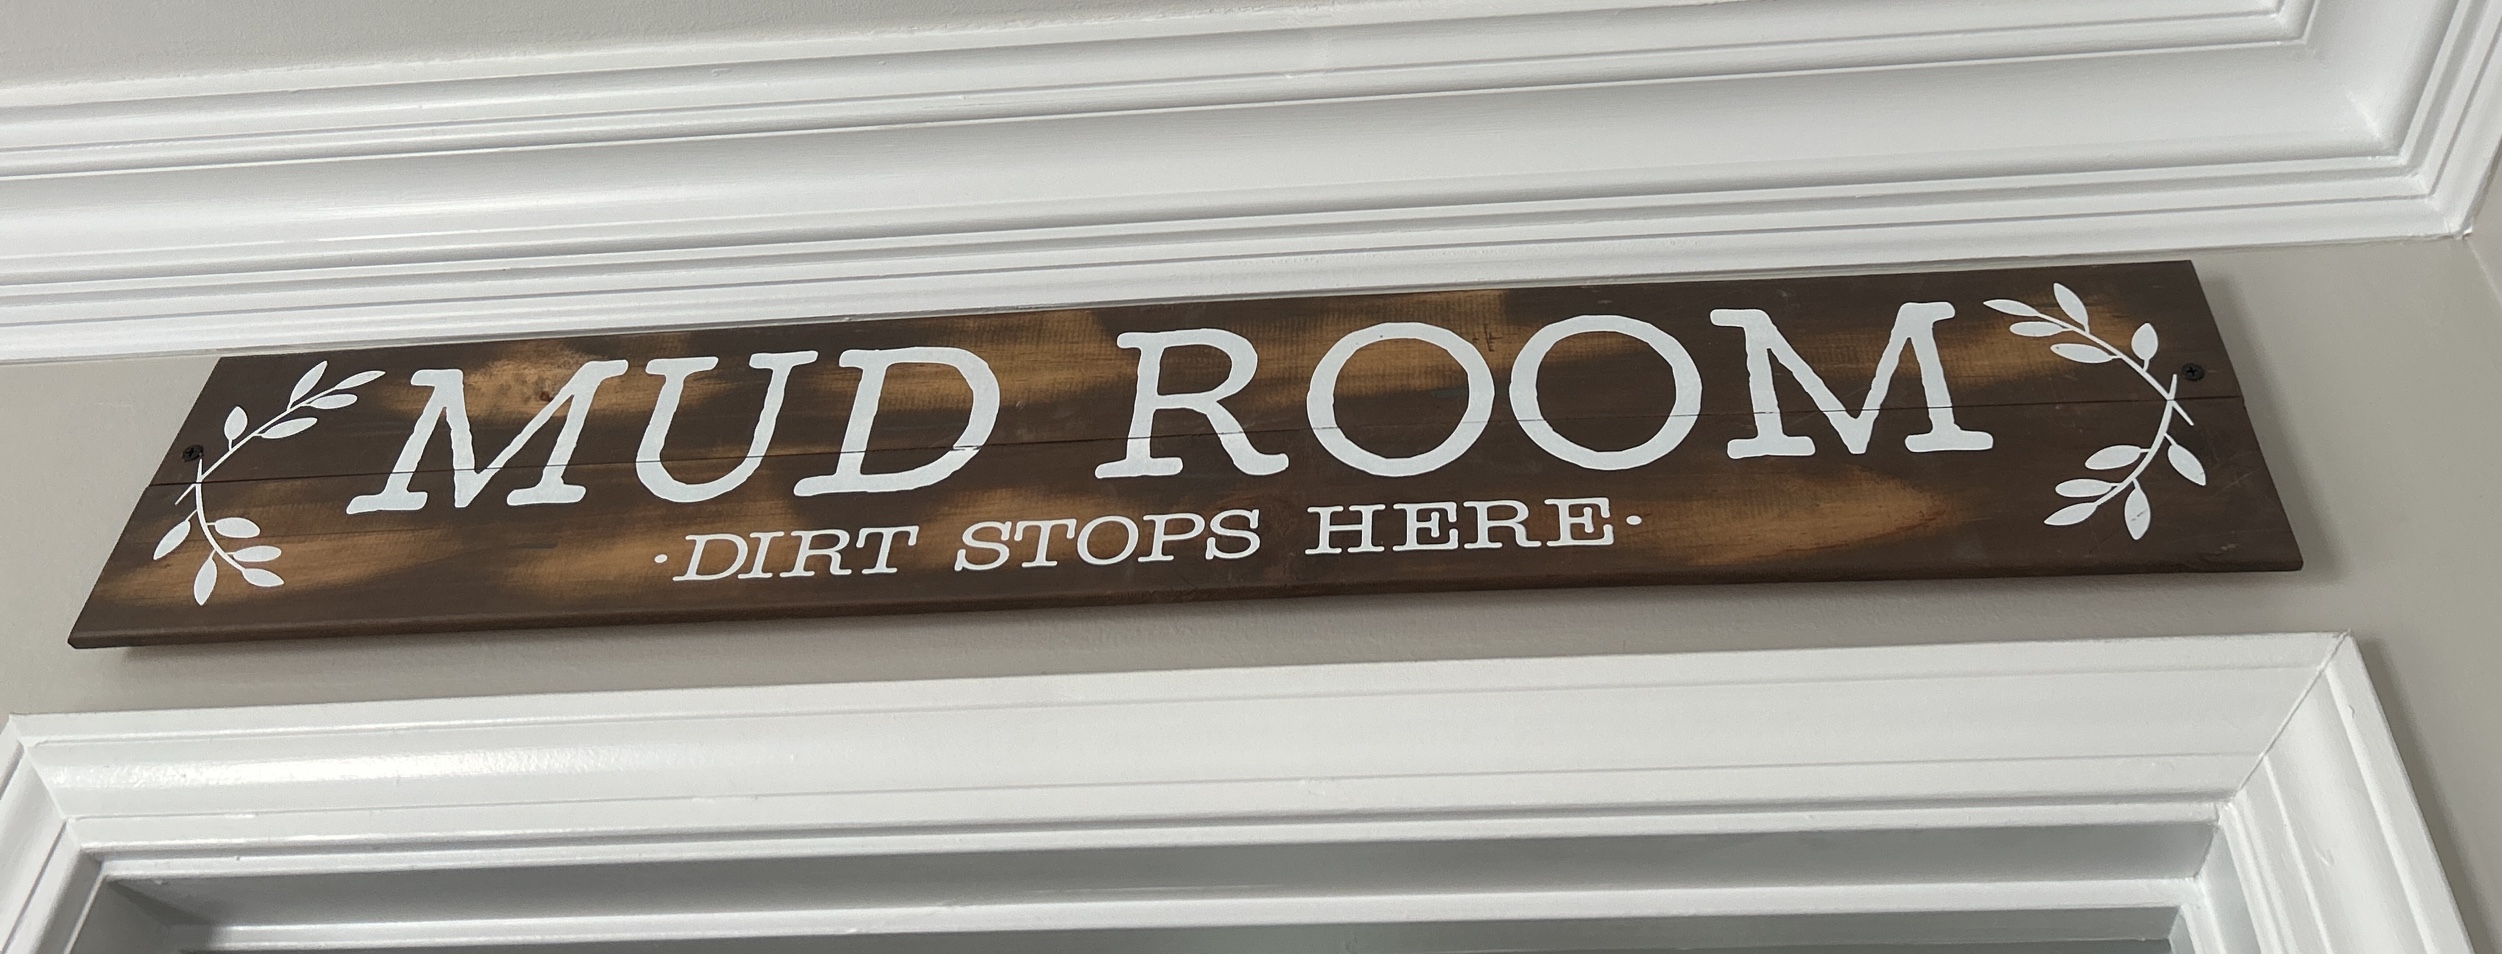 MUD ROOM
·DIRT STOPS HERE·